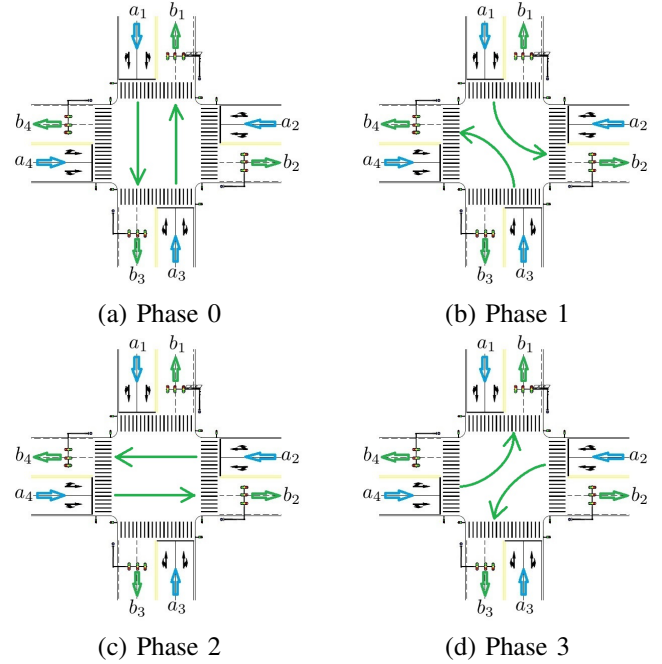 a₁ b₁
b₄ a₂
a₄ b₂
b₃ a₃
(a) Phase 0
a₁ b₁
b₄ a₂
a₄ b₂
b₃ a₃
(b) Phase 1
a₁ b₁
b₄ a₂
a₄ b₂
b₃ a₃
(c) Phase 2
a₁ b₁
b₄ a₂
a₄ b₂
b₃ a₃
(d) Phase 3